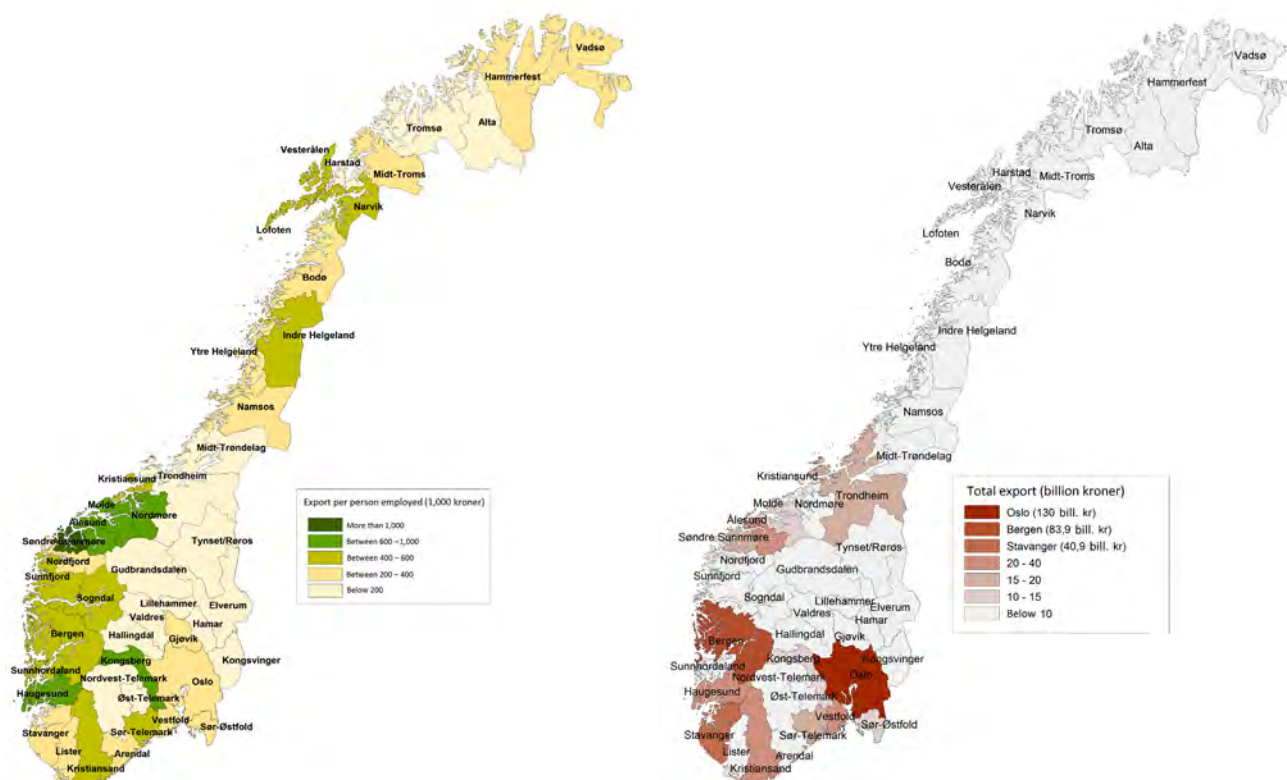 Vadsø
Hammerfest
Tromsø
Alta
Vesterålen
Harstad
Midt-Troms
Narvik
Lofoten
Bodø
Indre Helgeland
Ytre Helgeland
Namsos
Midt-Trøndelag
Kristiansund
Trondheim
Molde
Nordmøre
Ålesund
Søndre Sunnmøre
Tynset/Røros
Nordfjord
Sunnfjord
Gudbrandsdalen
Sogndal
Lillehammer
Elverum
Valdres
Hamar
Bergen
Hallingdal
Gjøvik
Kongsberg
Kongsvinger
Sunnhordaland
Nordvest-Telemark
Oslo
Haugesund
Øst-Telemark
Vestfold
Sør-Østfold
Stavanger
Sør-Telemark
Lister
Arendal
Kristiansand
Export per person employed (1,000 kroner)
More than 1,000
Between 600 –1,000
Between 400 – 600
Between 200 – 400
Below 200
Vadsø
Hammerfest
Tromsø
Alta
Harstad
Midt-Troms
Vesterålen
Narvik
Lofoten
Bodø
Indre Helgeland
Ytre Helgeland
Namsos
Midt-Trøndelag
Kristiansund
Trondheim
Molde
Nordmøre
Ålesund
Søndre Sunnmøre
Tynset/Røros
Nordfjord
Gudbrandsdalen
Sunnfjord
Sogndal
Lillehammer
Elverum
Valdres
Hamar
Hallingdal
Gjøvik
Bergen
Kongsberg
Kongsvinger
Sunnhordaland
Nordvest-Telemark
Oslo
Haugesund
Øst-Telemark
Vestfold
Sør-Østfold
Stavanger
Sør-Telemark
Lister
Arendal
Kristiansand
Total export (billion kroner)
Oslo (130 bill. kr)
Bergen (83,9 bill. kr)
Stavanger (40,9 bill. kr)
20 - 40
15 - 20
10 - 15
Below 10